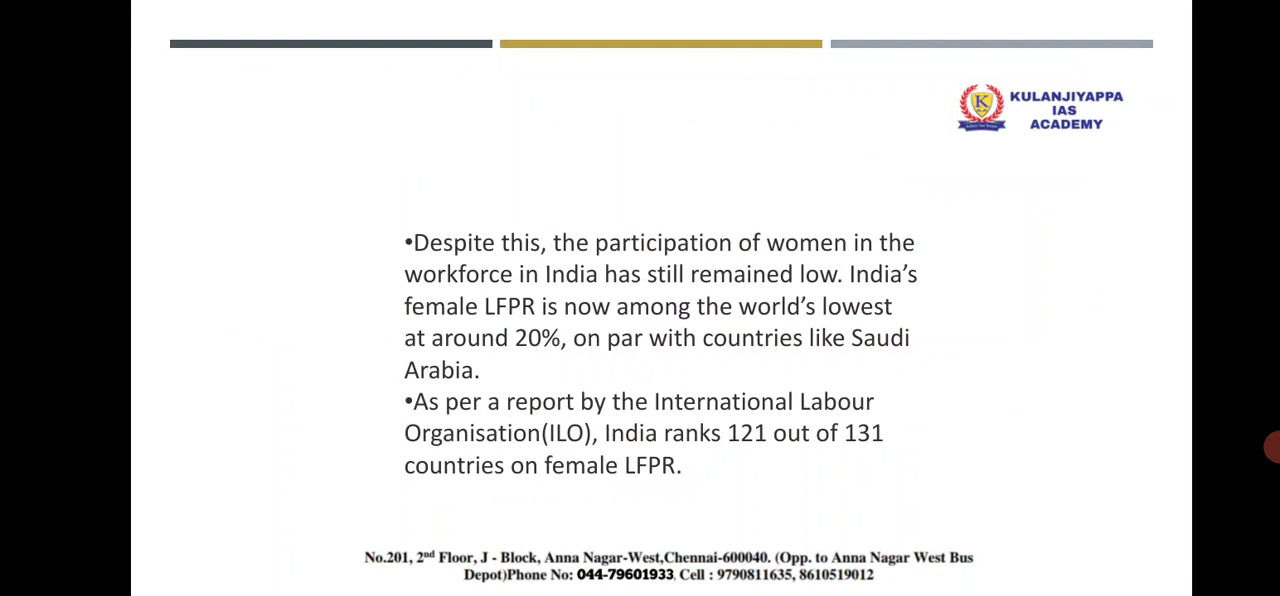 KULANJIYAPPA
IAS
ACADEMY
•Despite this, the participation of women in the
workforce in India has still remained low. India’s
female LFPR is now among the world’s lowest
at around 20%, on par with countries like Saudi
Arabia.
•As per a report by the International Labour
Organisation(ILO), India ranks 121 out of 131
countries on female LFPR.
No.201, 2nd Floor, J - Block, Anna Nagar-West,Chennai-600040. (Opp. to Anna Nagar West Bus
Depot)Phone No: 044-79601933, Cell : 9790811635, 8610519012